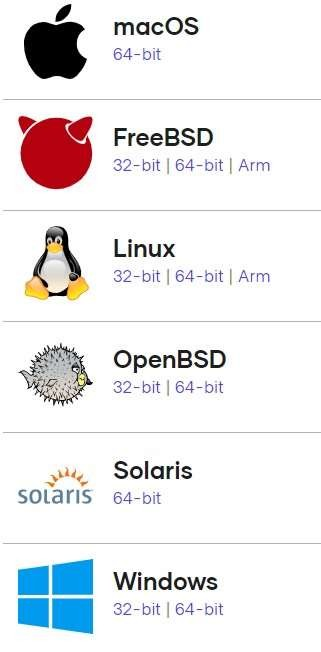 macOS
64-bit
FreeBSD
32-bit | 64-bit | Arm
Linux
32-bit | 64-bit | Arm
OpenBSD
32-bit | 64-bit
solaris
Solaris
64-bit
Windows
32-bit | 64-bit